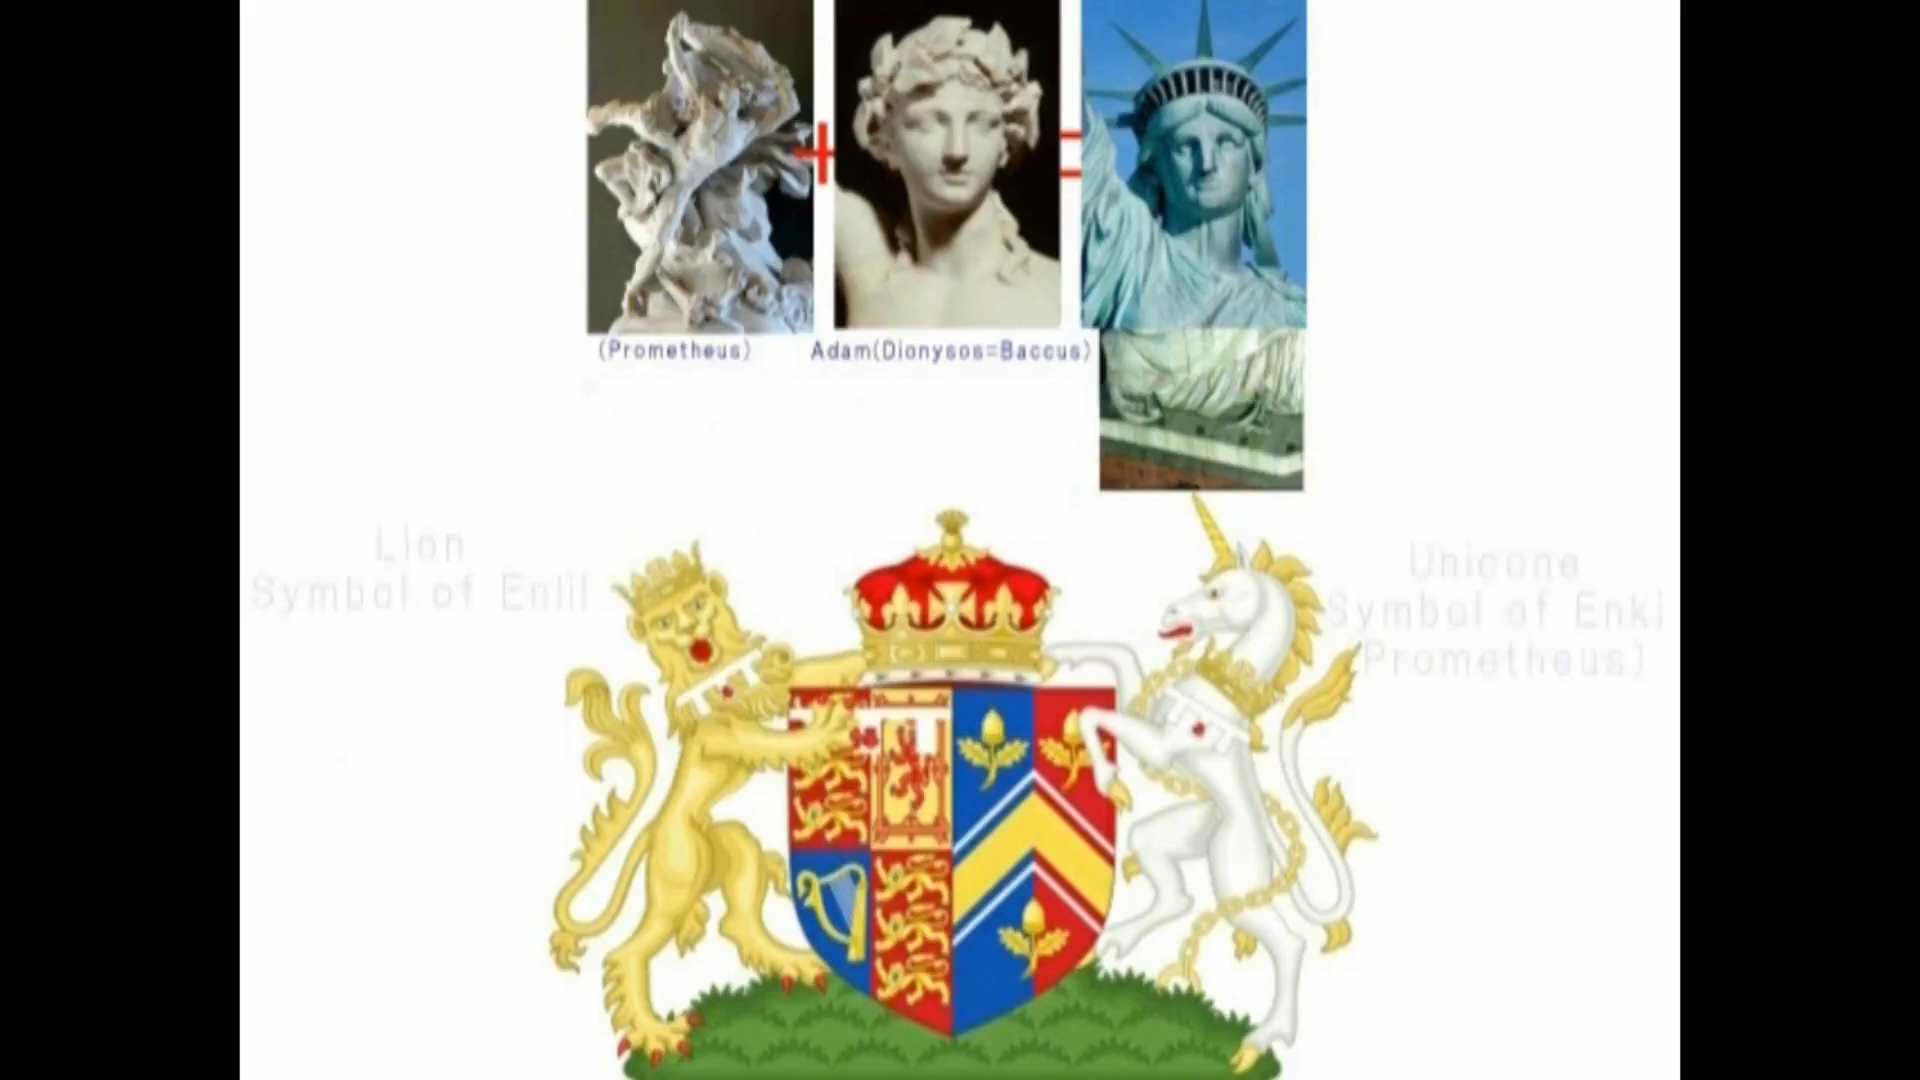 (Prometheus)
Adam(Dionysos=Baccus)
Lion
Symbol of Enlil
Unicone
Symbol of Enki
(Prometheus)